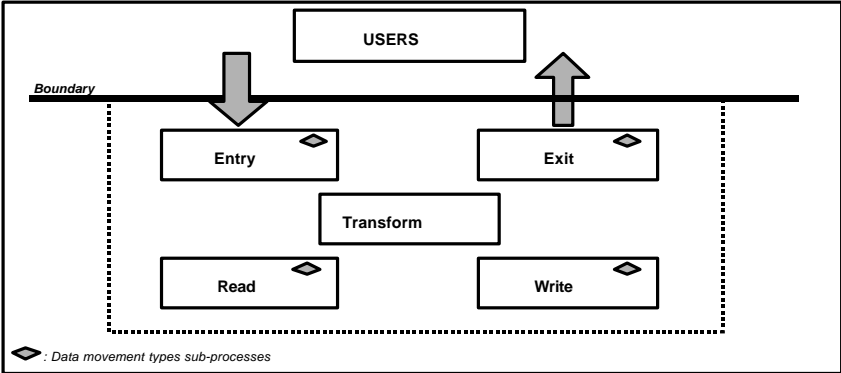 USERS
Boundary
Entry
Exit
Transform
Read
Write
: Data movement types sub-processes